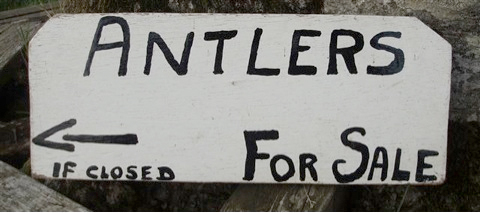 ANTLERS
FOR SALE
IF CLOSED